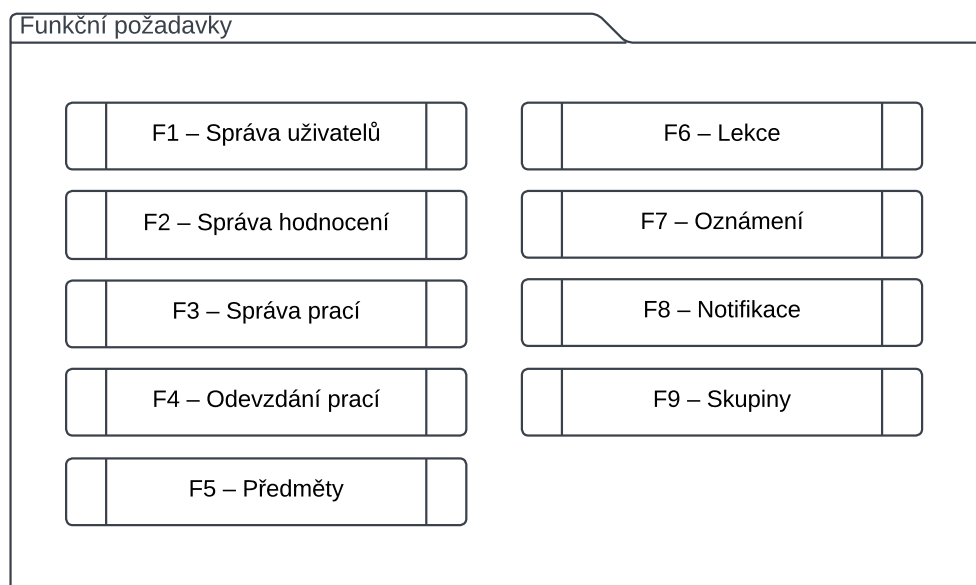 Funkční požadavky
F1 – Správa uživatelů
F2 – Správa hodnocení
F3 – Správa prací
F4 – Odevzdání prací
F5 – Předměty
F6 – Lekce
F7 – Oznámení
F8 – Notifikace
F9 – Skupiny